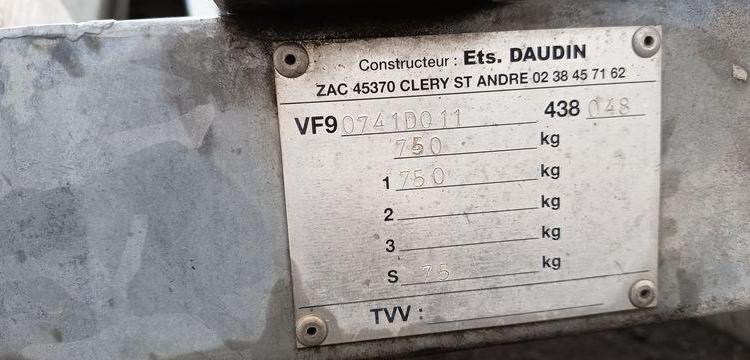 Constructeur : Ets. DAUDIN
ZAC 45370 CLERY ST ANDRE 02 38 45 71 62
VF9 0741D011 438 048
750 kg
1 750 kg
2 kg
3 kg
S 75 kg
TVV :